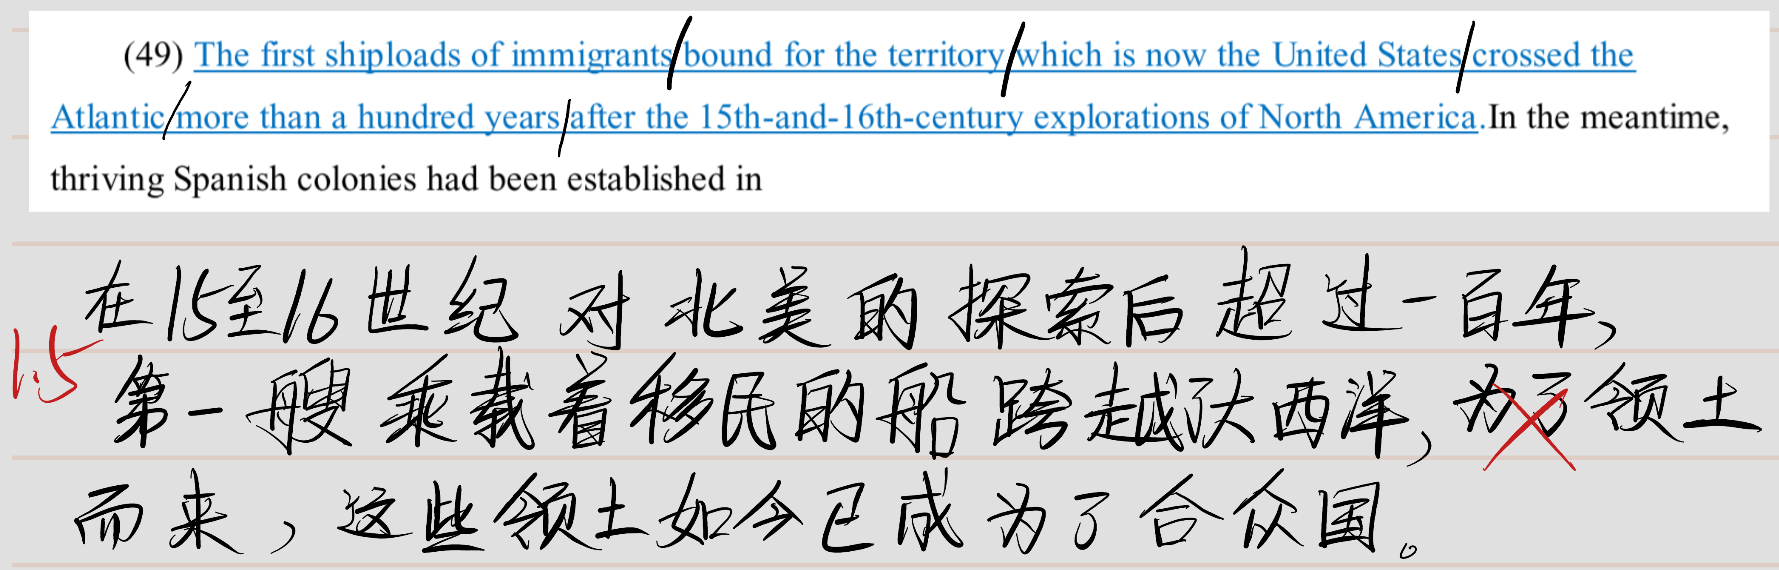 (49) The first shiploads of immigrants/bound for the territory/which is now the United States/crossed the
Atlantic/more than a hundred years/after the 15th-and-16th-century explorations of North America.In the meantime,
thriving Spanish colonies had been established in
在15至16世纪对北美的探索后超过一百年,
1.5
第一艘乘载着移民的船跨越大西洋,为了领土
而来,这些领土如今已成为了合众国。